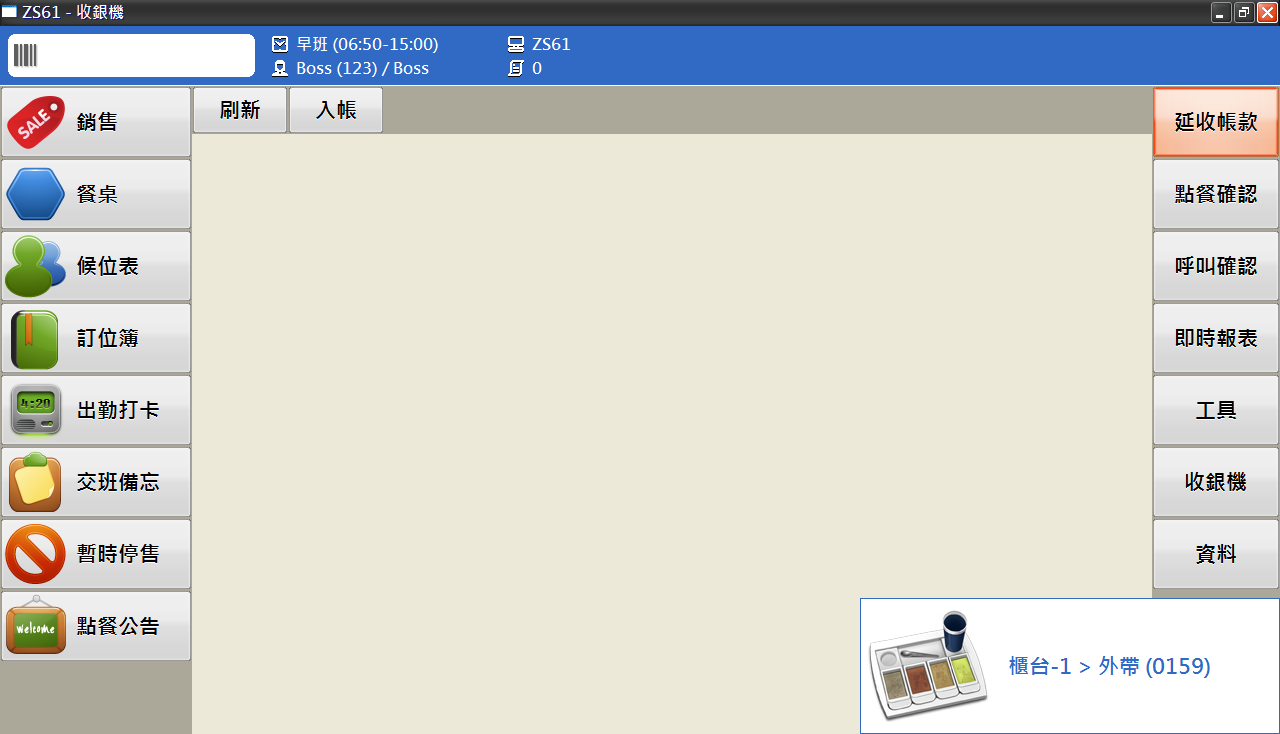 ZS61 - 收銀機
早班 (06:50-15:00)
ZS61
Boss (123) / Boss
0
刷新
入帳
SALE
銷售
餐桌
候位表
訂位簿
4:20
出勤打卡
交班備忘
暫時停售
welcome
點餐公告
延收帳款
點餐確認
呼叫確認
即時報表
工具
收銀機
資料
櫃台-1 > 外帶 (0159)